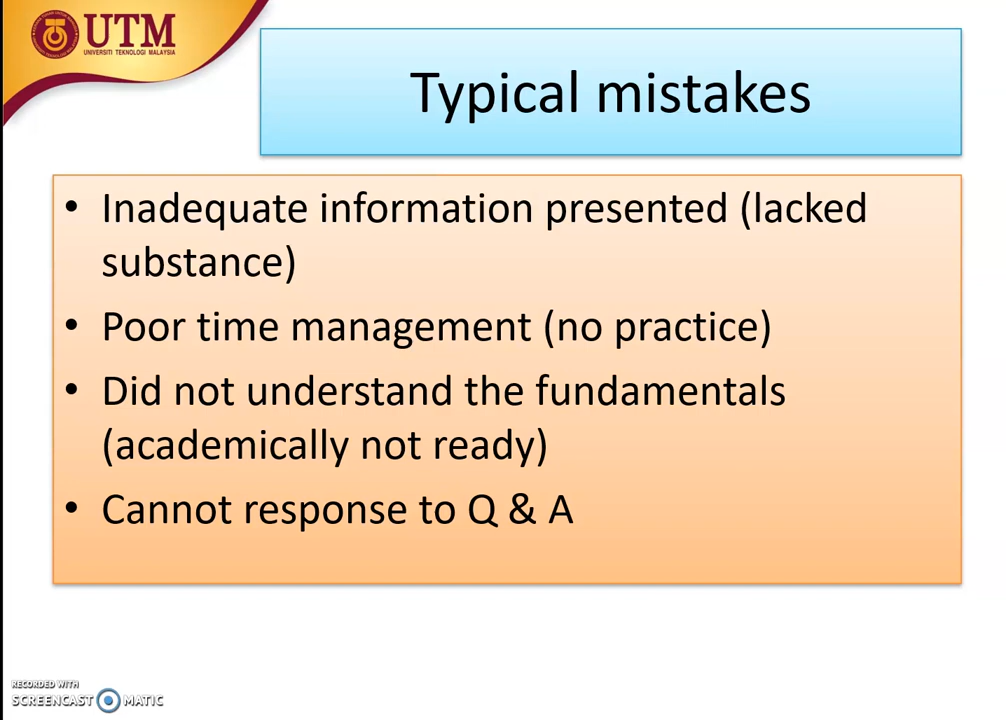 UTM
UNIVERSITI TEKNOLOGI MALAYSIA
Typical mistakes
• Inadequate information presented (lacked
substance)
• Poor time management (no practice)
• Did not understand the fundamentals
(academically not ready)
• Cannot response to Q & A
RECORDED WITH
SCREENCAST MATIC